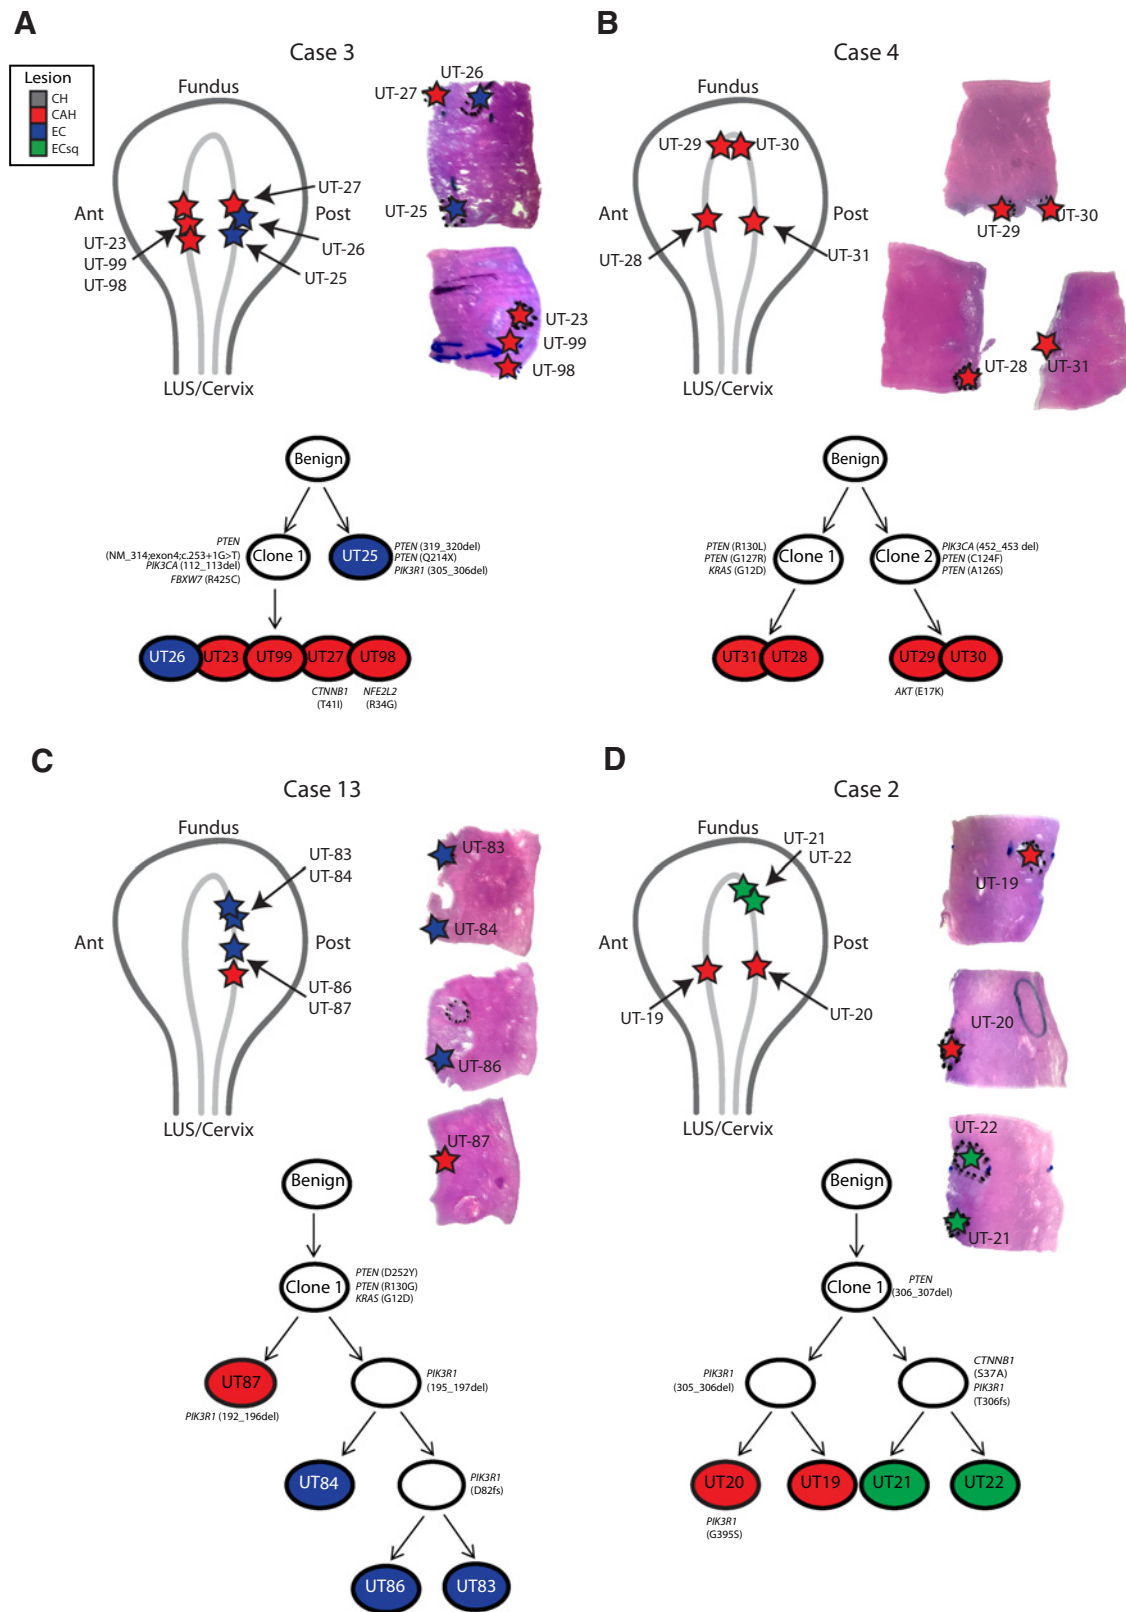 A
Case 3
Lesion
CH
CAH
EC
ECsq
Fundus
Ant
Post
UT-27
UT-26
UT-25
UT-23
UT-99
UT-98
LUS/Cervix
UT-26
UT-27
UT-25
UT-23
UT-99
UT-98
Benign
Clone 1
PTEN
(NM_314;exon4;c.253+1G>T)
PIK3CA (112_113del)
FBXW7 (R425C)
UT25
PTEN (319_320del)
PTEN (Q214X)
PIK3R1 (305_306del)
UT26
UT23
UT99
UT27
UT98
CTNNB1
(T41I)
NFE2L2
(R34G)
B
Case 4
Fundus
UT-29
UT-30
Ant
Post
UT-28
UT-31
LUS/Cervix
UT-30
UT-29
UT-28
UT-31
Benign
PTEN (R130L)
PTEN (G127R)
KRAS (G12D)
Clone 1
Clone 2
PIK3CA (452_453 del)
PTEN (C124F)
PTEN (A126S)
UT31
UT28
UT29
UT30
AKT (E17K)
C
Case 13
Fundus
UT-83
UT-84
Ant
Post
UT-86
UT-87
LUS/Cervix
UT-83
UT-84
UT-86
UT-87
Benign
Clone 1
PTEN (D252Y)
PTEN (R130G)
KRAS (G12D)
UT87
PIK3R1 (192_196del)
PIK3R1
(195_197del)
UT84
PIK3R1
(D82fs)
UT86
UT83
D
Case 2
Fundus
UT-21
UT-22
Ant
Post
UT-19
UT-20
LUS/Cervix
UT-19
UT-20
UT-22
UT-21
Benign
Clone 1
PTEN
(306_307del)
PIK3R1
(305_306del)
CTNNB1
(S37A)
PIK3R1
(T306fs)
UT20
UT19
UT21
UT22
PIK3R1
(G395S)